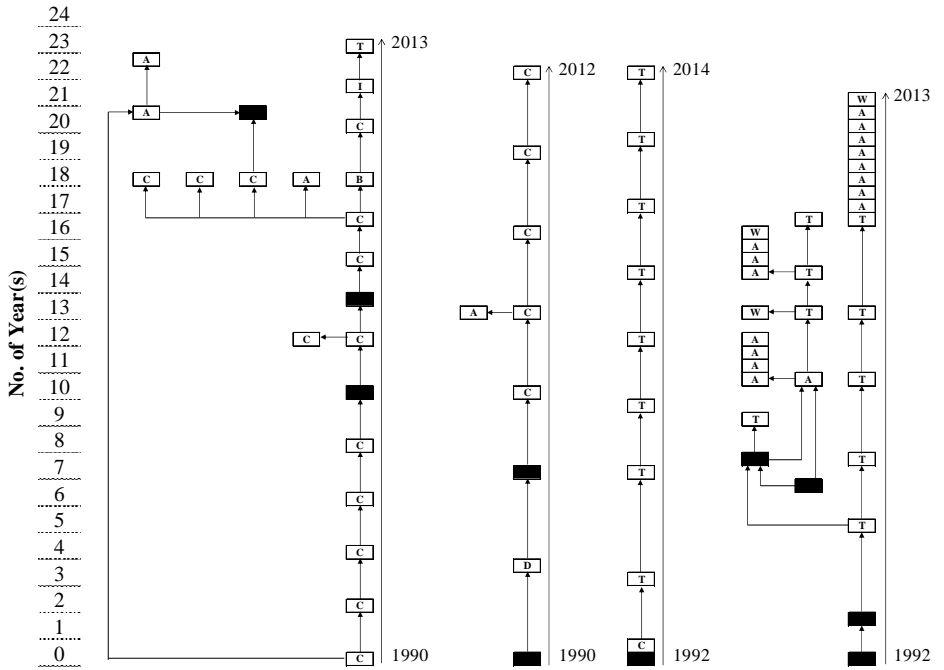 No. of Year(s)
24
23 T 2013
22 A C 2012 T 2014
21 I W 2013
A A
20 C A
T A
19 C A
A
18 C C C A B A
A
17 T A
C T T
16 C W
A
15 C A
T A T
14
13 A C W T T
12 C C T A
A
11 A
A A T
10 C
T
9 T
8 C
T
7 T
6 C
5 T
4 C
D
3 T
2 C
1 C
0 C 1990 1990 1992 1992